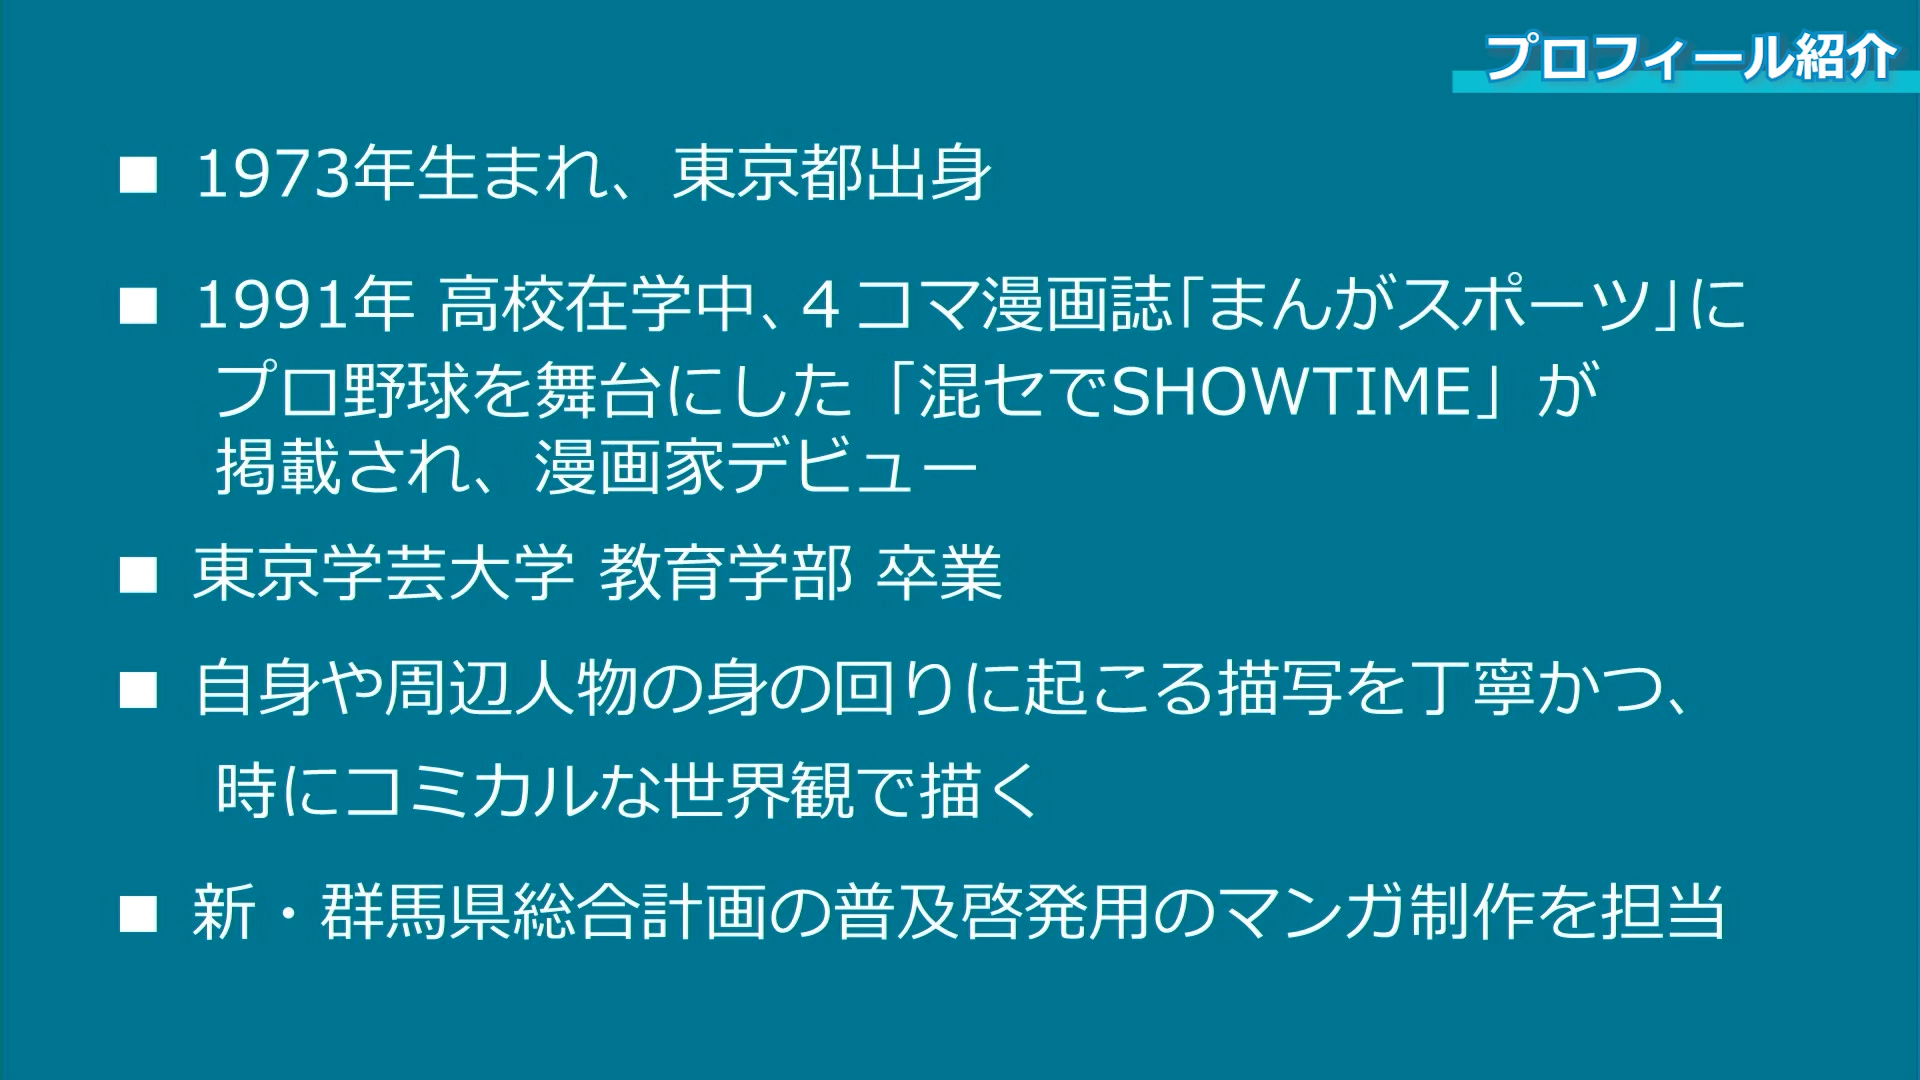 プロフィール紹介
■ 1973年生まれ、東京都出身
■ 1991年 高校在学中、４コマ漫画誌｢まんがスポーツ｣に
プロ野球を舞台にした「混セでSHOWTIME」が
掲載され、漫画家デビュー
■ 東京学芸大学 教育学部 卒業
■ 自身や周辺人物の身の回りに起こる描写を丁寧かつ、
時にコミカルな世界観で描く
■ 新・群馬県総合計画の普及啓発用のマンガ制作を担当